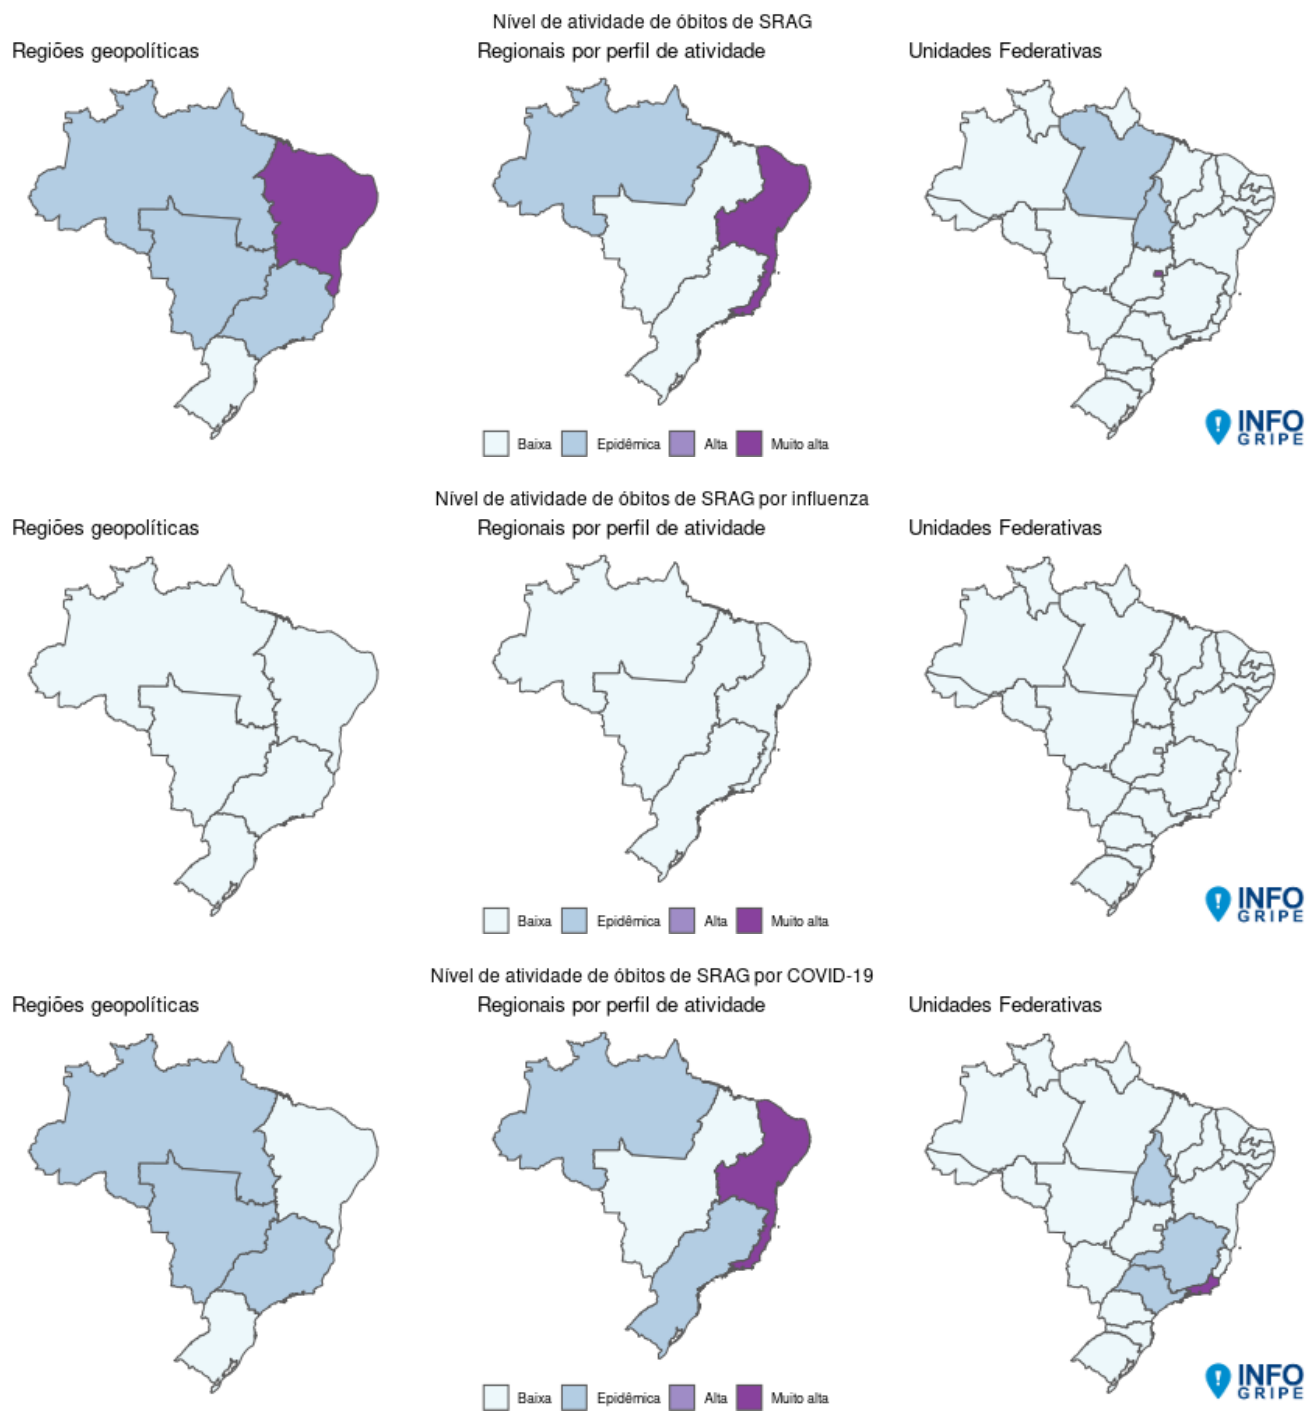 Nível de atividade de óbitos de SRAG
Regiões geopolíticas
Regionais por perfil de atividade
Unidades Federativas
Baixa
Epidêmica
Alta
Muito alta
INFO
GRIPE
Nível de atividade de óbitos de SRAG por influenza
Regiões geopolíticas
Regionais por perfil de atividade
Unidades Federativas
Baixa
Epidêmica
Alta
Muito alta
INFO
GRIPE
Nível de atividade de óbitos de SRAG por COVID-19
Regiões geopolíticas
Regionais por perfil de atividade
Unidades Federativas
Baixa
Epidêmica
Alta
Muito alta
INFO
GRIPE